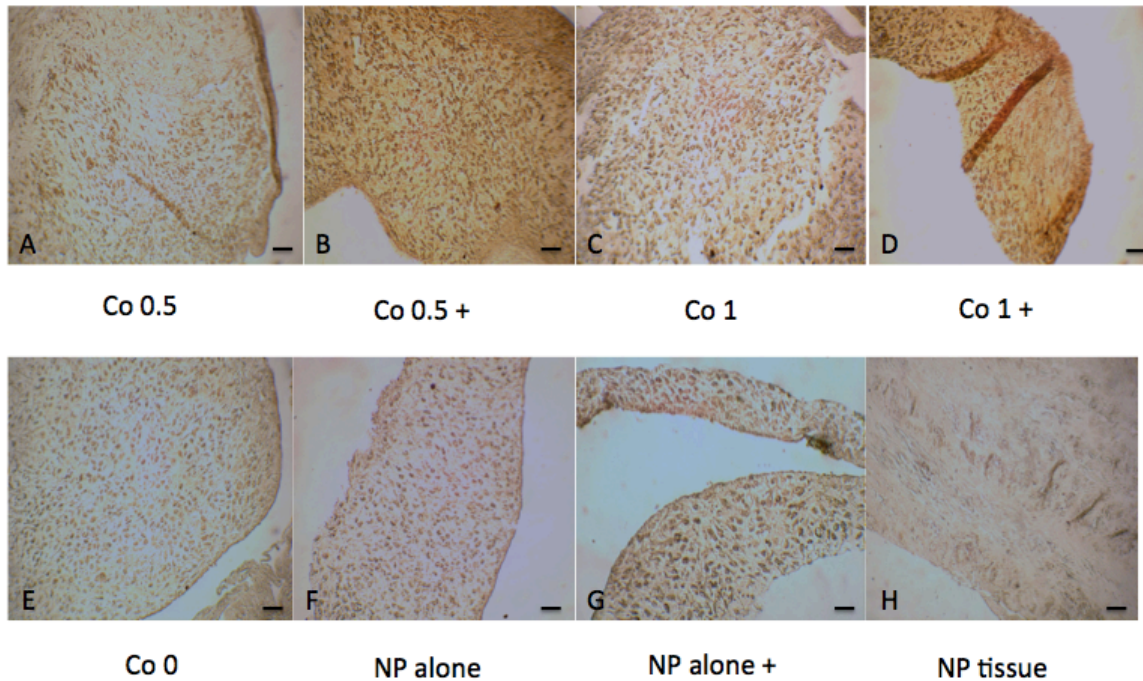 A B C D
Co 0.5 Co 0.5 + Co 1 Co 1 +
E F G H
Co 0 NP alone NP alone + NP tissue